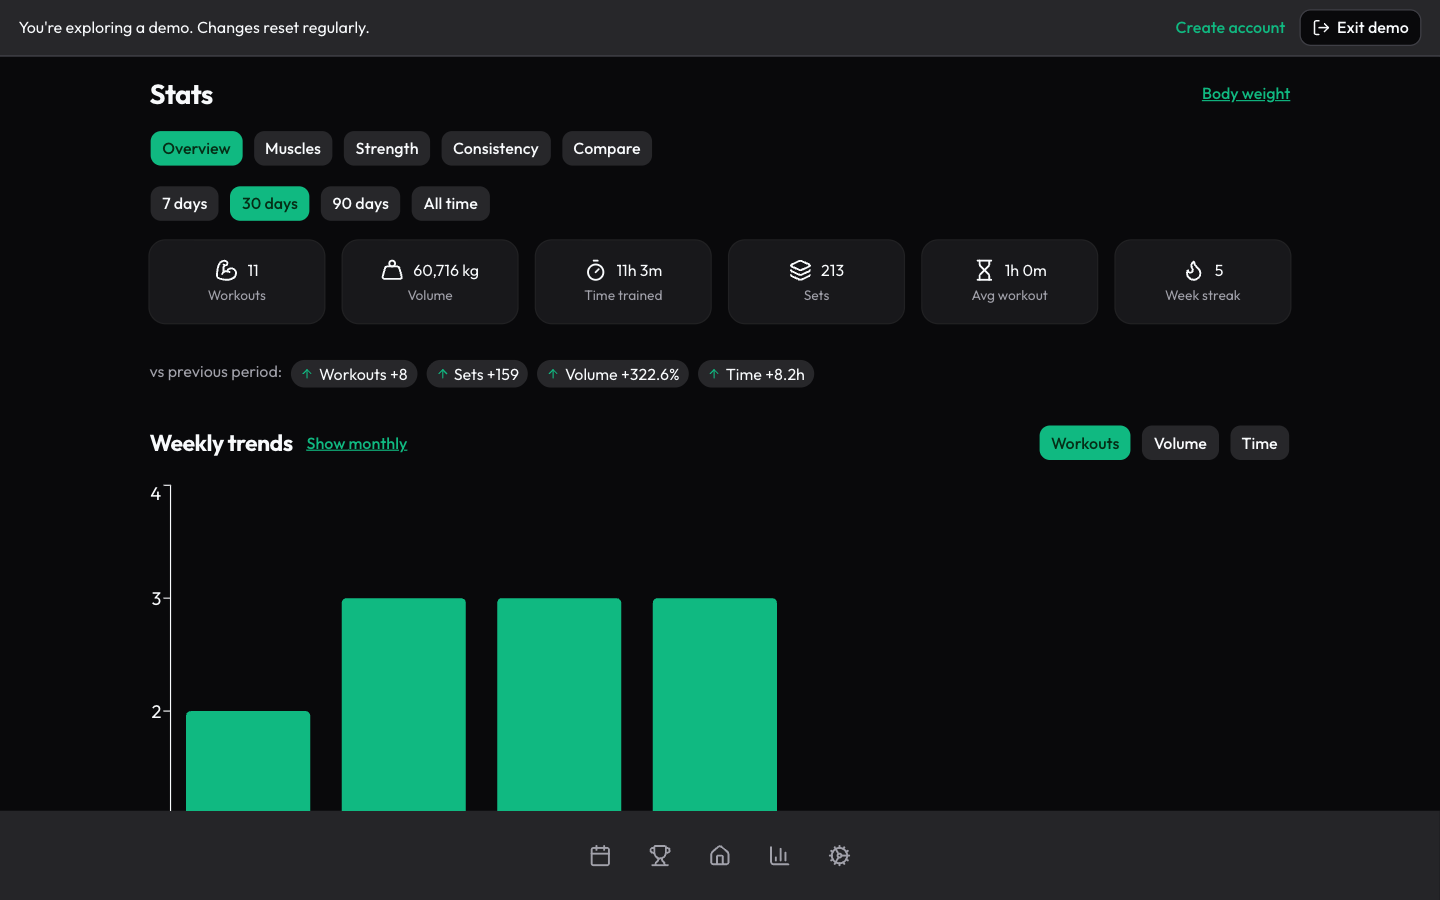 You're exploring a demo. Changes reset regularly.
Create account
Exit demo
Stats
Body weight
Overview
Muscles
Strength
Consistency
Compare
7 days
30 days
90 days
All time
11
Workouts
60,716 kg
Volume
11h 3m
Time trained
213
Sets
1h 0m
Avg workout
5
Week streak
vs previous period:
↑ Workouts +8
↑ Sets +159
↑ Volume +322.6%
↑ Time +8.2h
Weekly trends
Show monthly
Workouts
Volume
Time
4
3
2